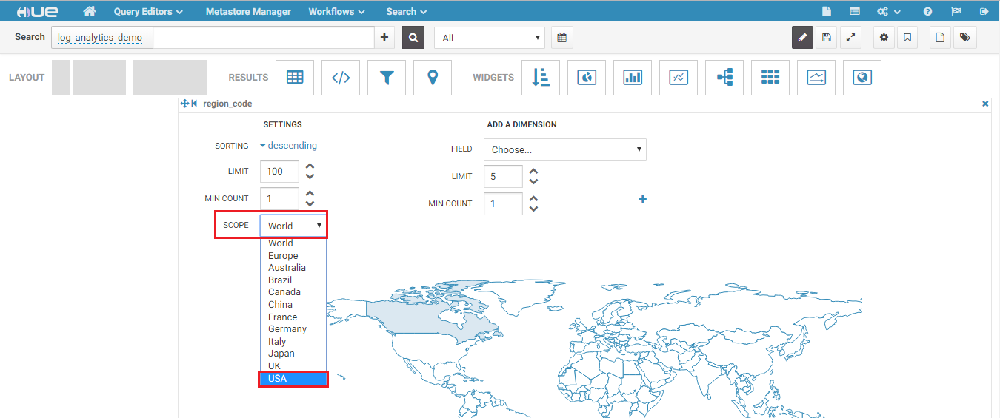 HUE Query Editors Metastore Manager Workflows Search
Search log_analytics_demo All
LAYOUT RESULTS WIDGETS
region_code
SETTINGS ADD A DIMENSION
SORTING descending
FIELD Choose...
LIMIT 100
LIMIT 5
MIN COUNT 1
MIN COUNT 1
SCOPE World
World
Europe
Australia
Brazil
Canada
China
France
Germany
Italy
Japan
UK
USA